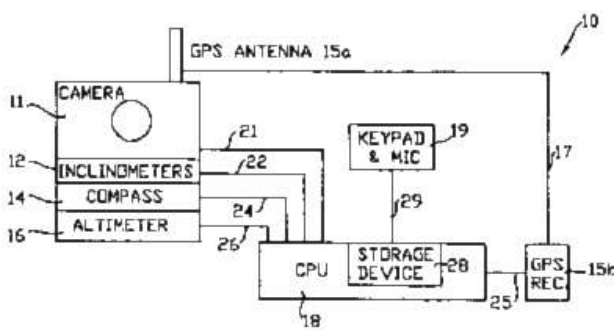 10
GPS ANTENNA 15a
CAMERA
11
21
KEYPAD
& MIC
19
12
INCLINOMETERS
22
17
14
COMPASS
24
29
16
ALTIMETER
26
CPU
STORAGE
DEVICE
28
GPS
REC.
15b
25
18